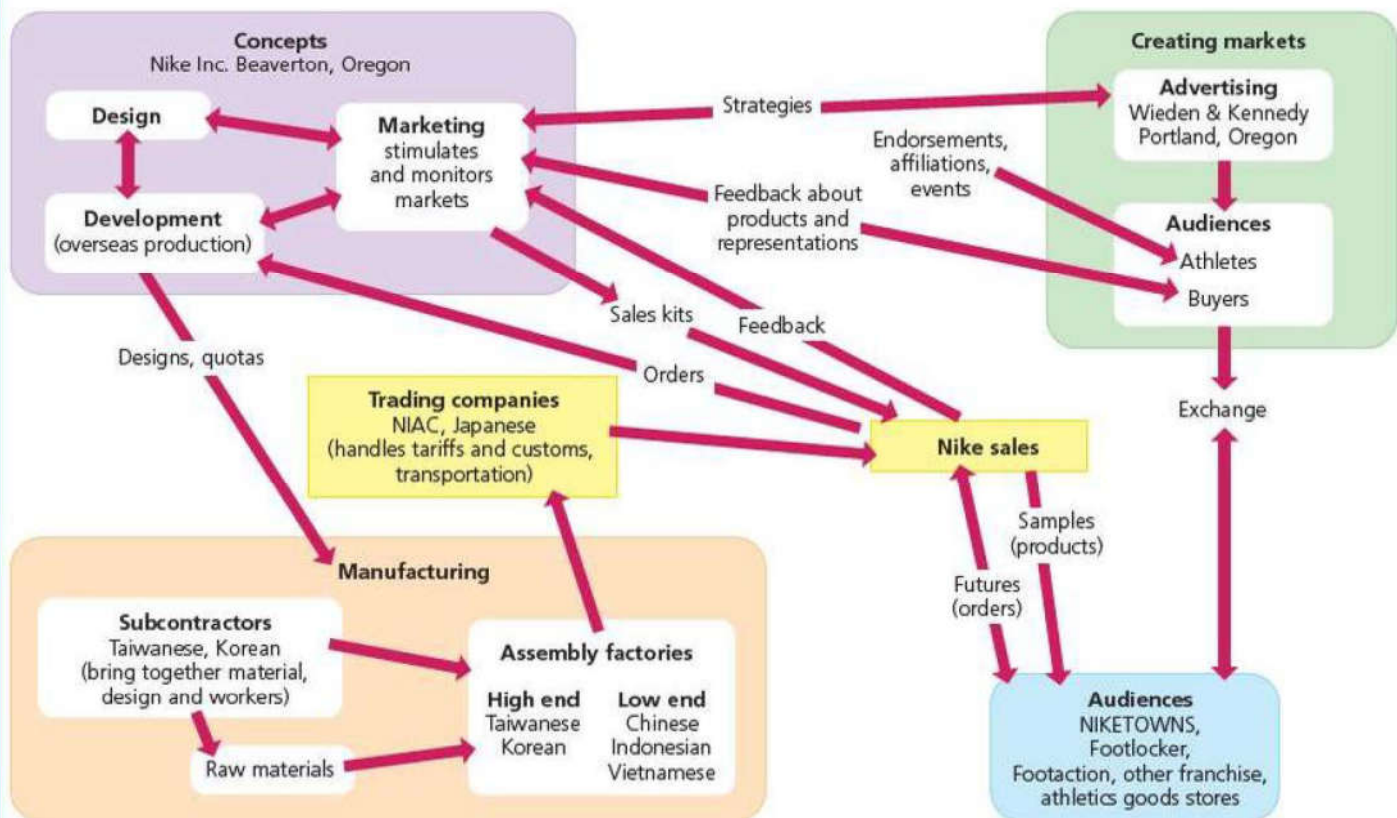 Concepts
Nike Inc. Beaverton, Oregon
Design
Marketing
stimulates
and monitors
markets
Development
(overseas production)
Strategies
Creating markets
Advertising
Wieden & Kennedy
Portland, Oregon
Endorsements,
affiliations,
events
Feedback about
products and
representations
Audiences
Athletes
Buyers
Sales kits
Feedback
Designs, quotas
Orders
Exchange
Trading companies
NIAC, Japanese
(handles tariffs and customs,
transportation)
Nike sales
Samples
(products)
Futures
(orders)
Manufacturing
Subcontractors
Taiwanese, Korean
(bring together material,
design and workers)
Raw materials
Assembly factories
High end
Taiwanese
Korean
Low end
Chinese
Indonesian
Vietnamese
Audiences
NIKETOWNS,
Footlocker,
Footaction, other franchise,
athletics goods stores